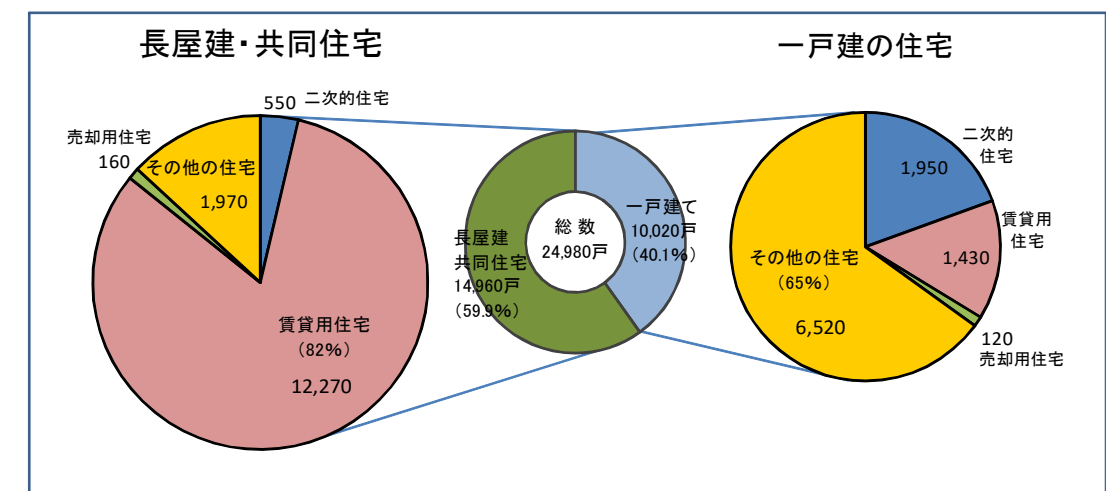 長屋建・共同住宅
550
二次的住宅
売却用住宅
160
その他の住宅
1,970
賃貸用住宅
（82%）
12,270
総 数
24,980戸
長屋建
共同住宅
14,960戸
（59.9%）
一戸建て
10,020戸
（40.1%）
一戸建の住宅
二次的
住宅
1,950
賃貸用
住宅
1,430
120
売却用住宅
その他の住宅
（65%）
6,520